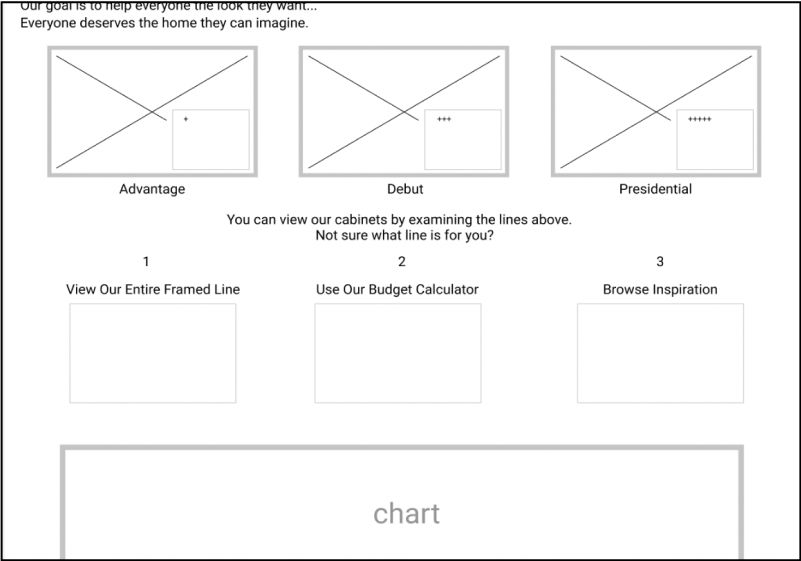 Our goal is to help everyone the look they want...
Everyone deserves the home they can imagine.
+
+++
+++++
Advantage
Debut
Presidential
You can view our cabinets by examining the lines above.
Not sure what line is for you?
1
2
3
View Our Entire Framed Line
Use Our Budget Calculator
Browse Inspiration
chart